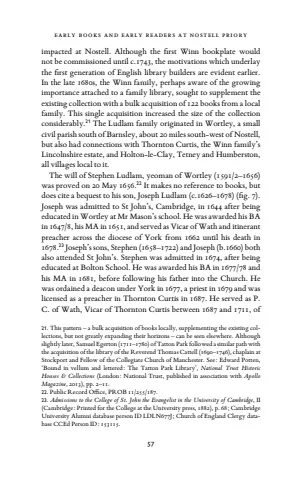 EARLY BOOKS AND EARLY READERS AT NOSTELL PRIORY
impacted at Nostell. Although the first Winn bookplate would
not be commissioned until c.1743, the motivations which underlay
the first generation of English library builders are evident earlier.
In the late 1680s, the Winn family, perhaps aware of the growing
importance attached to a family library, sought to supplement the
existing collection with a bulk acquisition of 122 books from a local
family. This single acquisition increased the size of the collection
considerably.21 The Ludlam family originated in Wortley, a small
civil parish south of Barnsley, about 20 miles south-west of Nostell,
but also had connections with Thornton Curtis, the Winn family's
Lincolnshire estate, and Holton-le-Clay, Tetney and Humberston,
all villages local to it.
The will of Stephen Ludlam, yeoman of Wortley (1591/2–1656)
was proved on 20 May 1656.22 It makes no reference to books, but
does cite a bequest to his son, Joseph Ludlam (c.1626–1678) (fig. 7).
Joseph was admitted to St John's, Cambridge, in 1644 after being
educated in Wortley at Mr Mason's school. He was awarded his BA
in 1647/8, his MA in 1651, and served as Vicar of Wath and itinerant
preacher across the diocese of York from 1662 until his death in
1678.22 Joseph's sons, Stephen (1658–1722) and Joseph (b.1660) both
also attended St John's. Stephen was admitted in 1674, after being
educated at Bolton School. He was awarded his BA in 1677/78 and
his MA in 1681, before following his father into the Church. He
was ordained a deacon under York in 1677, a priest in 1679 and was
licensed as a preacher in Thornton Curtis in 1687. He served as P.
C. of Wath, Vicar of Thornton Curtis between 1687 and 1711, of
21. This pattern – a bulk acquisition of books locally, supplementing the existing col-
lections, but not greatly expanding their horizons – can be seen elsewhere. Although
slightly later, Samuel Egerton (1711–1780) of Tatton Park followed a similar path with
the acquisition of the library of the Reverend Thomas Cattell (1690–1746), chaplain at
Stockport and Fellow of the Collegiate Church of Manchester. See: Edward Potten,
'Bound in vellum and lettered: The Tatton Park Library', National Trust Historic
Houses & Collections (London: National Trust, published in association with Apollo
Magazine, 2013), pp. 2–11.
22. Public Record Office, PROB 11/255/187.
23. Admissions to the College of St. John the Evangelist in the University of Cambridge, II
(Cambridge: Printed for the College at the University press, 1882), p. 68; Cambridge
University Alumni database person ID LDLN677J; Church of England Clergy data-
base CCEd Person ID: 153115.
57